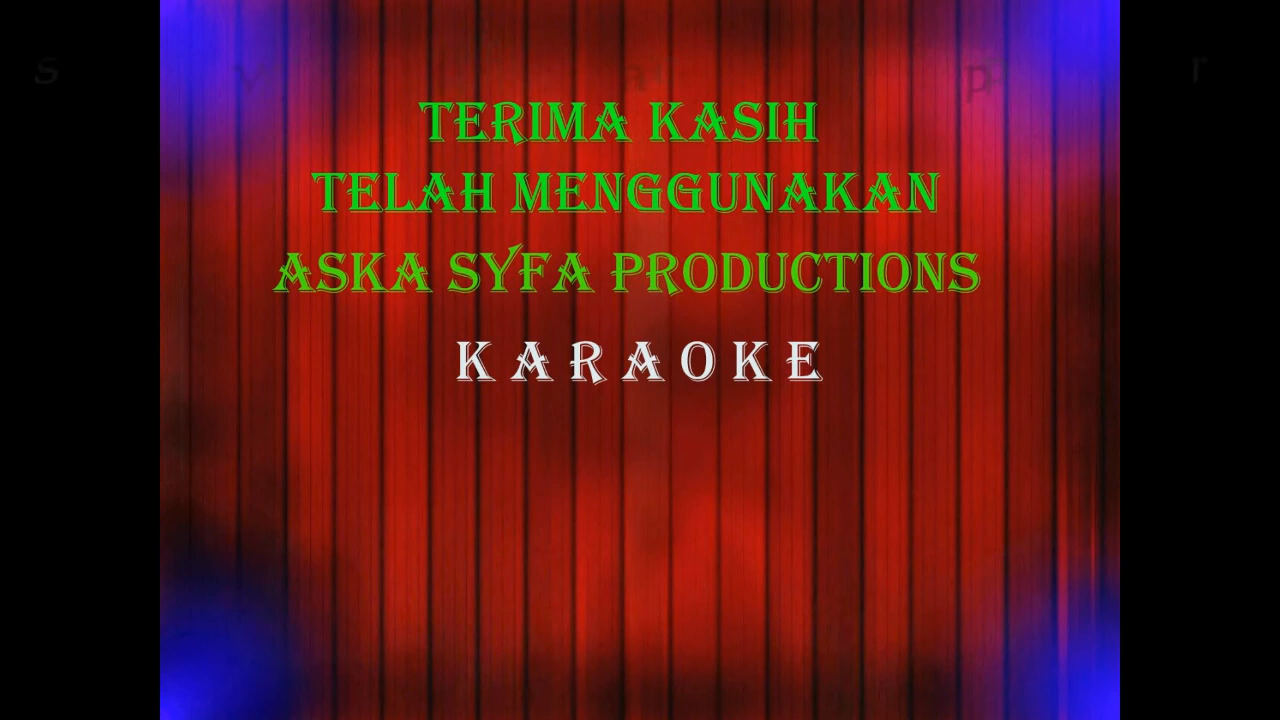 TERIMA KASIH
TELAH MENGGUNAKAN
ASKA SYFA PRODUCTIONS
KARAOKE